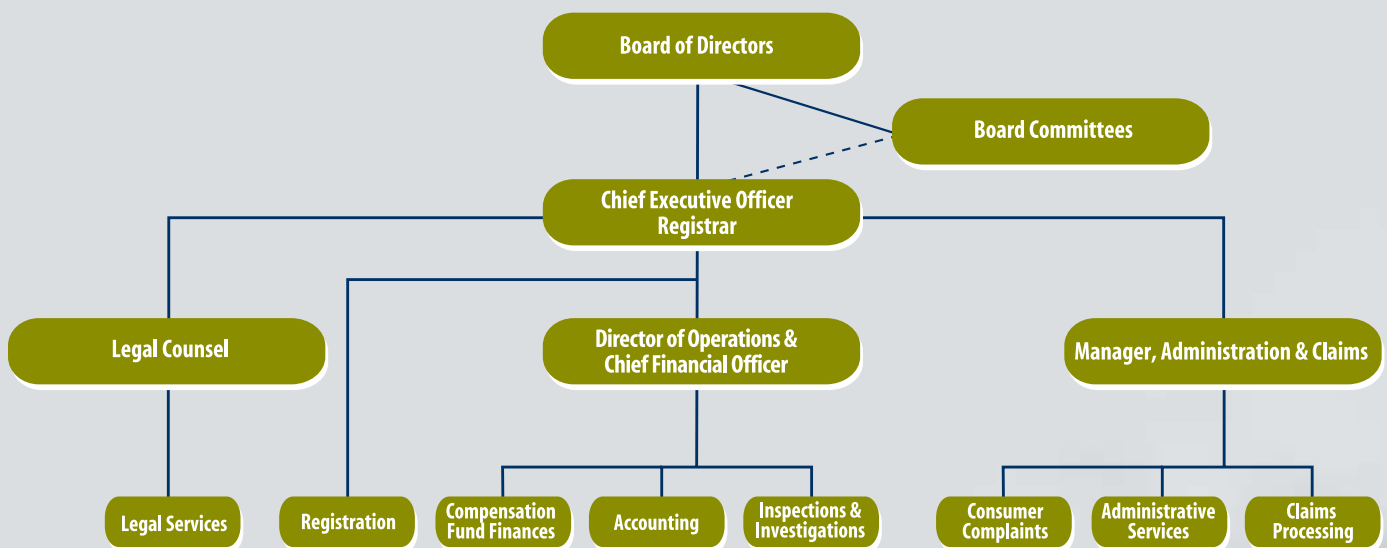 Board of Directors
Board Committees
Chief Executive Officer
Registrar
Legal Counsel
Director of Operations &
Chief Financial Officer
Manager, Administration & Claims
Legal Services
Registration
Compensation
Fund Finances
Accounting
Inspections &
Investigations
Consumer
Complaints
Administrative
Services
Claims
Processing